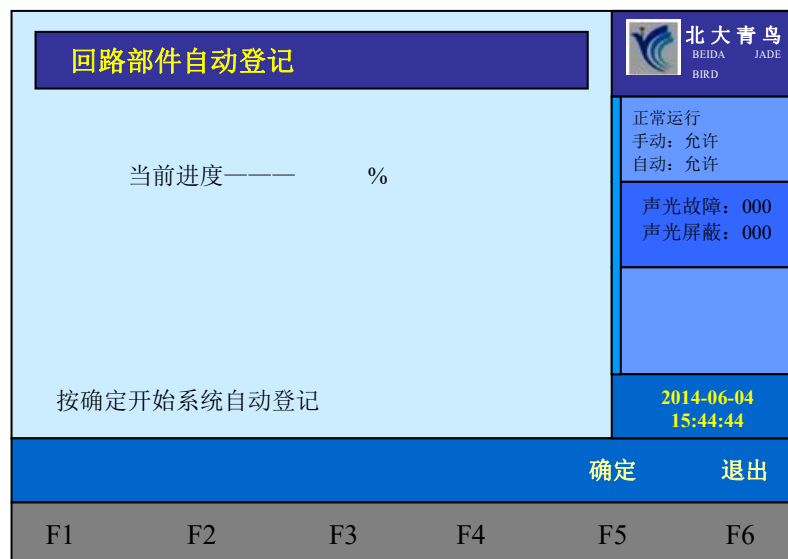 回路部件自动登记
北大青鸟
BEIDA JADE
BIRD
正常运行
手动：允许
自动：允许
当前进度——— %
声光故障：000
声光屏蔽：000
按确定开始系统自动登记
2014-06-04
15:44:44
确定 退出
F1 F2 F3 F4 F5 F6